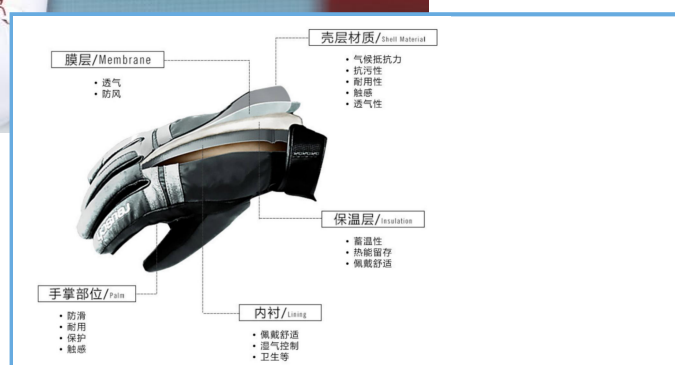 壳层材质/Shell Material
• 气候抵抗力
• 抗污性
• 耐用性
• 触感
• 透气性
膜层/Membrane
• 透气
• 防风
保温层/Insulation
• 蓄温性
• 热能留存
• 佩戴舒适
手掌部位/Palm
• 防滑
• 耐用
• 保护
• 触感
内衬/Lining
• 佩戴舒适
• 湿气控制
• 卫生等